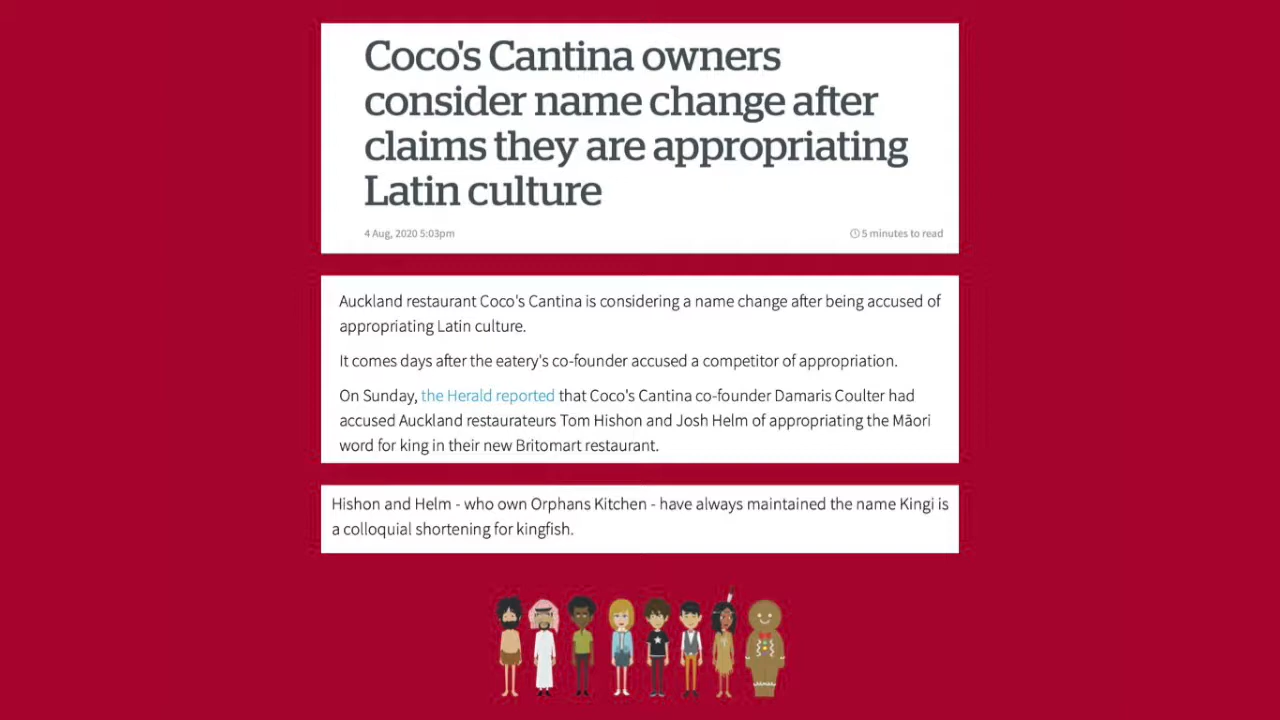 Coco's Cantina owners
consider name change after
claims they are appropriating
Latin culture
4 Aug, 2020 5:03pm
5 minutes to read
Auckland restaurant Coco's Cantina is considering a name change after being accused of
appropriating Latin culture.
It comes days after the eatery's co-founder accused a competitor of appropriation.
On Sunday, the Herald reported that Coco's Cantina co-founder Damaris Coulter had
accused Auckland restaurateurs Tom Hishon and Josh Helm of appropriating the Māori
word for king in their new Britomart restaurant.
Hishon and Helm - who own Orphans Kitchen - have always maintained the name Kingi is
a colloquial shortening for kingfish.